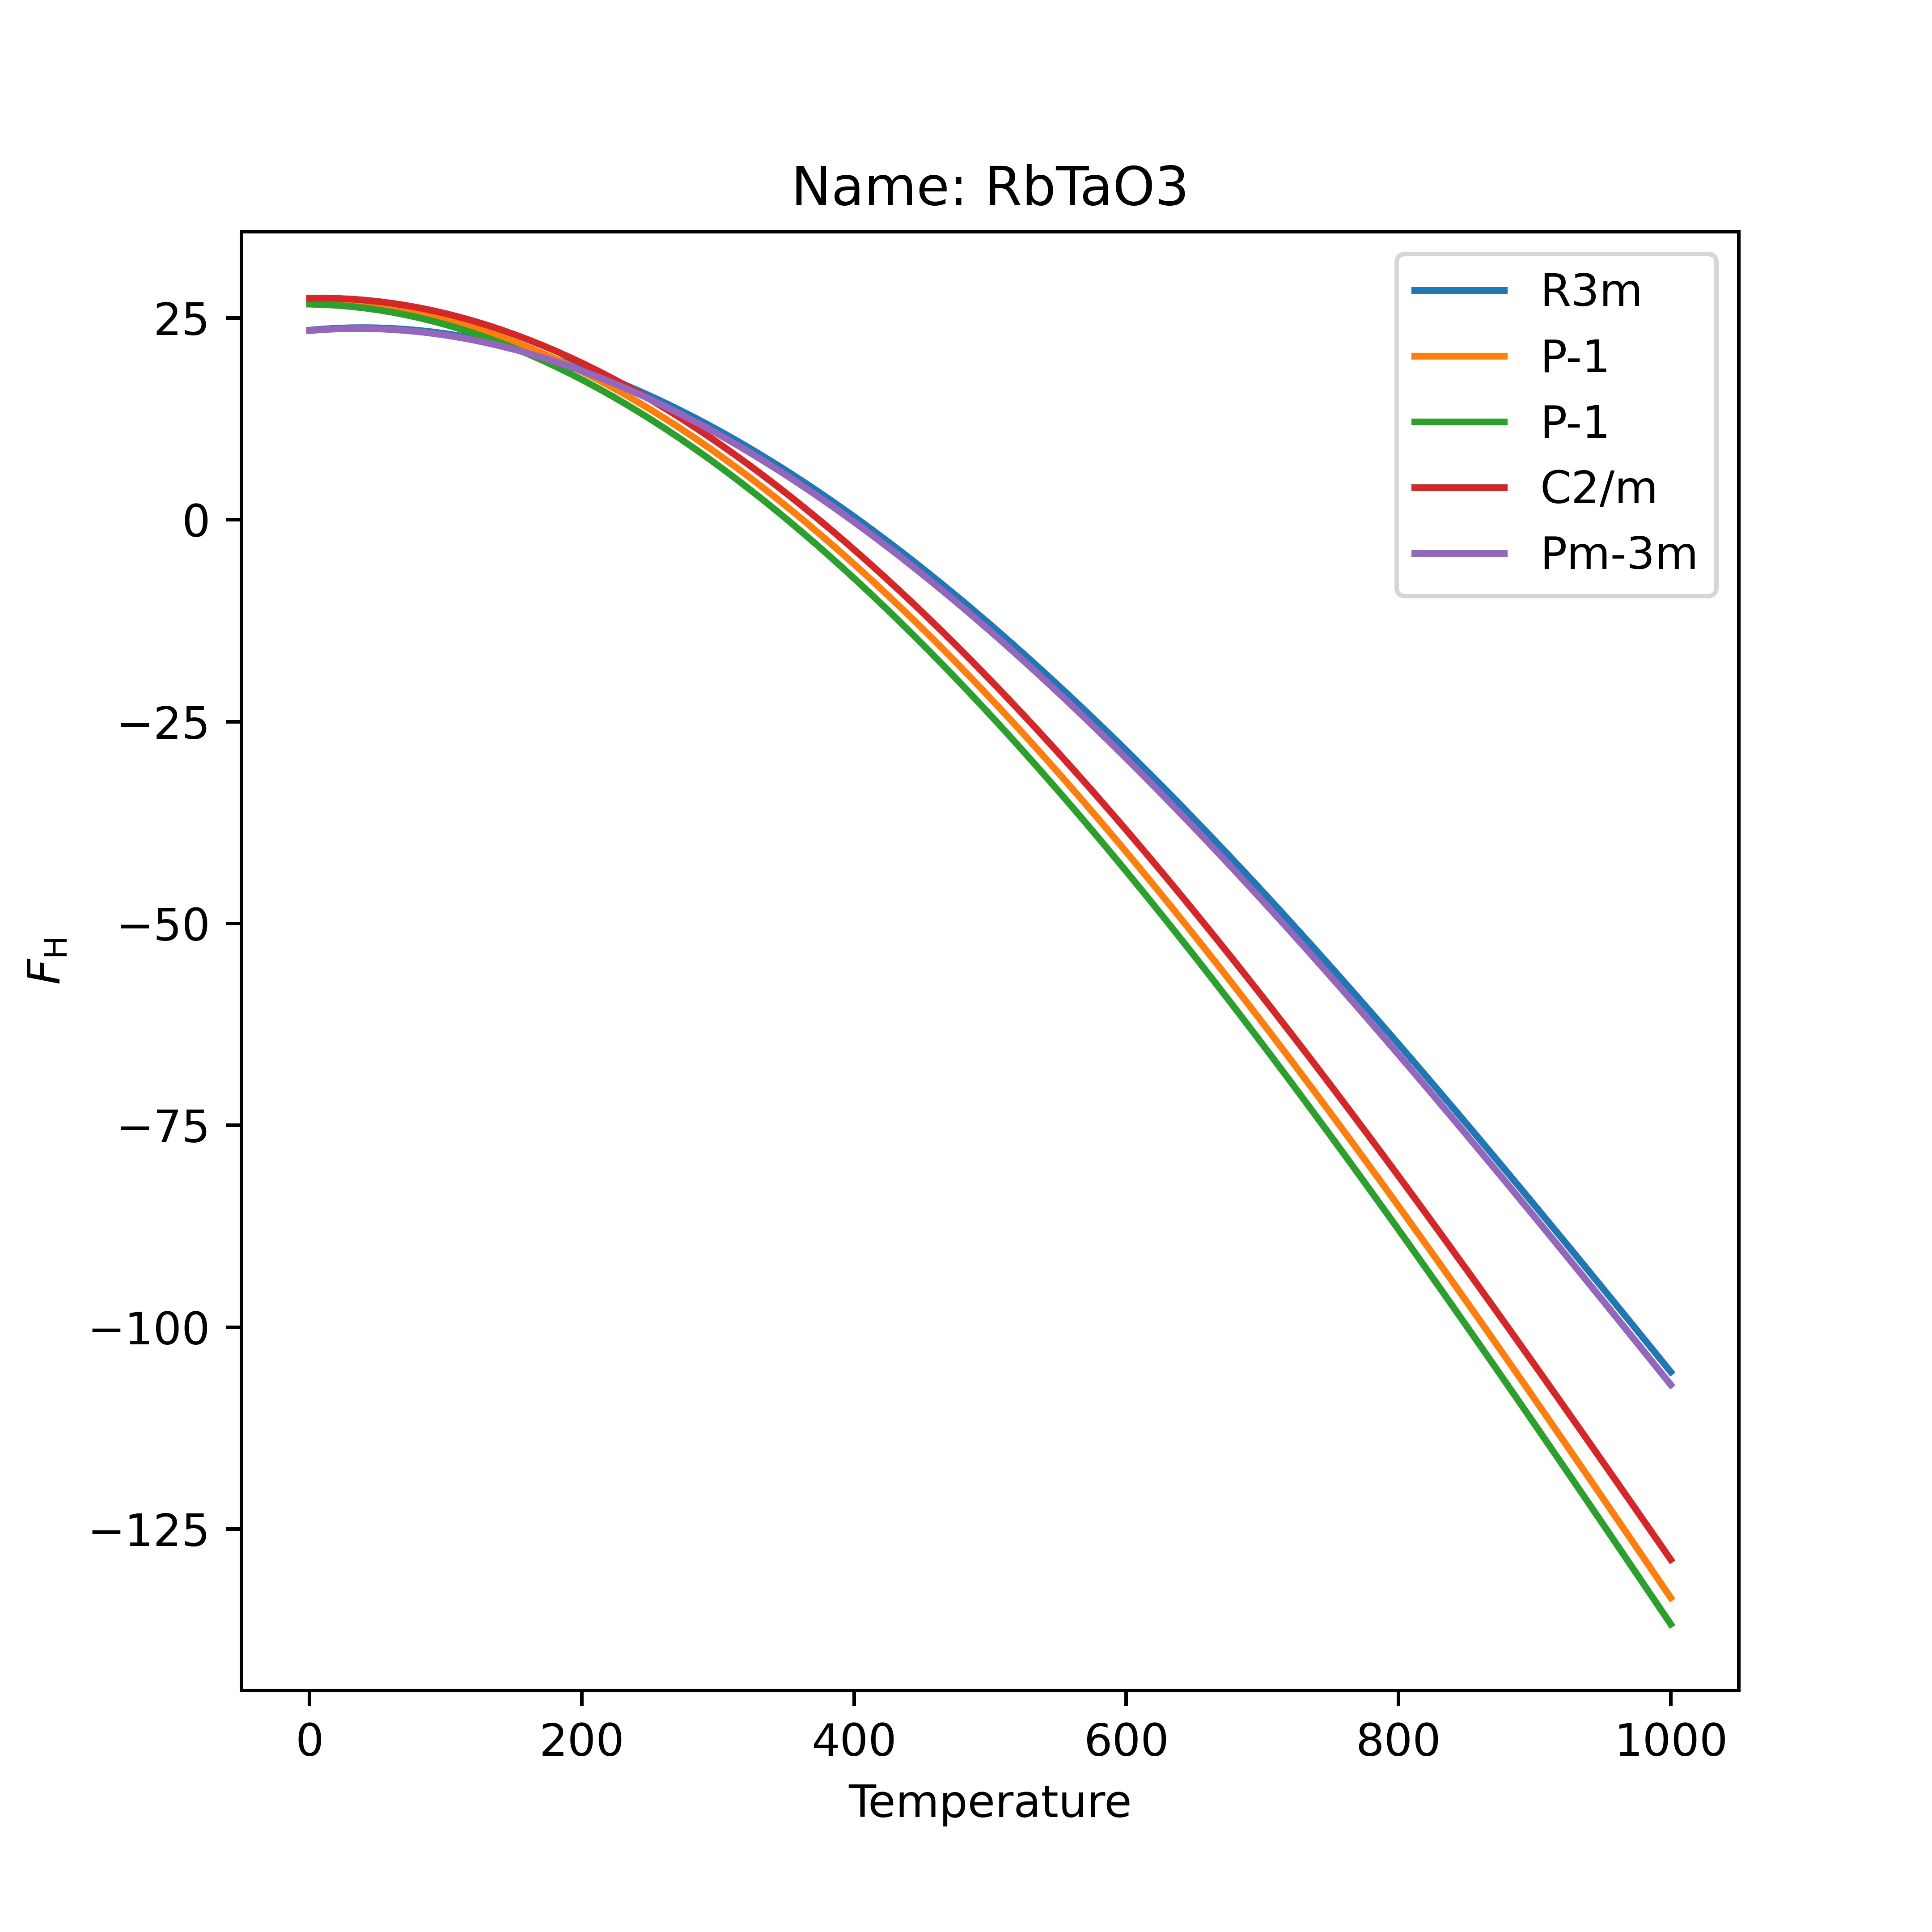 Name: RbTaO3
R3m
P-1
P-1
C2/m
Pm-3m
25
0
−25
−50
−75
−100
−125
F_H
0 200 400 600 800 1000
Temperature